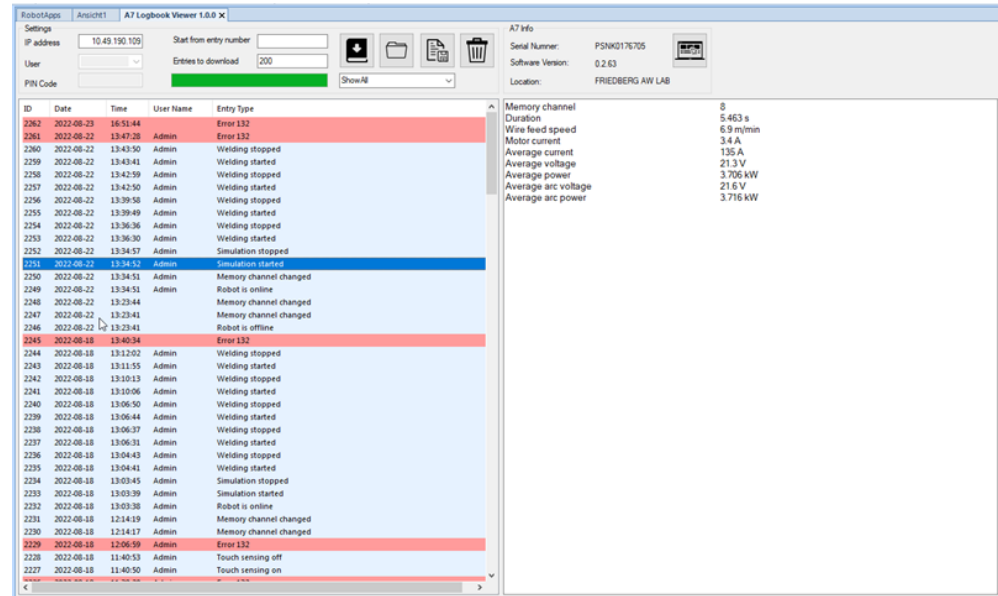 RobotApps Ansicht1 A7 Logbook Viewer 1.0.0 X
Settings
IP address 10.49.190.109 Start from entry number
User Entries to download 200
PIN Code Show All
A7 Info
Serial Numner: PSNK0176705
Software Version: 0.2.63
Location: FRIEDBERG AW LAB
ID Date Time User Name Entry Type
2262 2022-08-23 16:51:44 Error 132
2261 2022-08-22 13:47:28 Admin Error 132
2260 2022-08-22 13:43:50 Admin Welding stopped
2259 2022-08-22 13:43:41 Admin Welding started
2258 2022-08-22 13:42:59 Admin Welding stopped
2257 2022-08-22 13:42:50 Admin Welding started
2256 2022-08-22 13:39:58 Admin Welding stopped
2255 2022-08-22 13:39:49 Admin Welding started
2254 2022-08-22 13:36:36 Admin Welding stopped
2253 2022-08-22 13:36:30 Admin Welding started
2252 2022-08-22 13:34:57 Admin Simulation stopped
2251 2022-08-22 13:34:52 Admin Simulation started
2250 2022-08-22 13:34:51 Admin Memory channel changed
2249 2022-08-22 13:34:51 Admin Robot is online
2248 2022-08-22 13:23:44 Memory channel changed
2247 2022-08-22 13:23:41 Memory channel changed
2246 2022-08-22 13:23:41 Robot is offline
2245 2022-08-18 13:40:34 Error 132
2244 2022-08-18 13:12:02 Admin Welding stopped
2243 2022-08-18 13:11:55 Admin Welding started
2242 2022-08-18 13:10:13 Admin Welding stopped
2241 2022-08-18 13:10:06 Admin Welding started
2240 2022-08-18 13:06:50 Admin Welding stopped
2239 2022-08-18 13:06:44 Admin Welding started
2238 2022-08-18 13:06:37 Admin Welding stopped
2237 2022-08-18 13:06:31 Admin Welding started
2236 2022-08-18 13:04:43 Admin Welding stopped
2235 2022-08-18 13:04:41 Admin Welding started
2234 2022-08-18 13:03:45 Admin Simulation stopped
2233 2022-08-18 13:03:39 Admin Simulation started
2232 2022-08-18 13:03:38 Admin Robot is online
2231 2022-08-18 12:14:19 Admin Memory channel changed
2230 2022-08-18 12:14:17 Admin Memory channel changed
2229 2022-08-18 12:06:59 Admin Error 132
2228 2022-08-18 11:40:53 Admin Touch sensing off
2227 2022-08-18 11:40:50 Admin Touch sensing on
Memory channel 8
Duration 5.463 s
Wire feed speed 6.9 m/min
Motor current 3.4 A
Average current 135 A
Average voltage 21.3 V
Average power 3.706 kW
Average arc voltage 21.6 V
Average arc power 3.716 kW